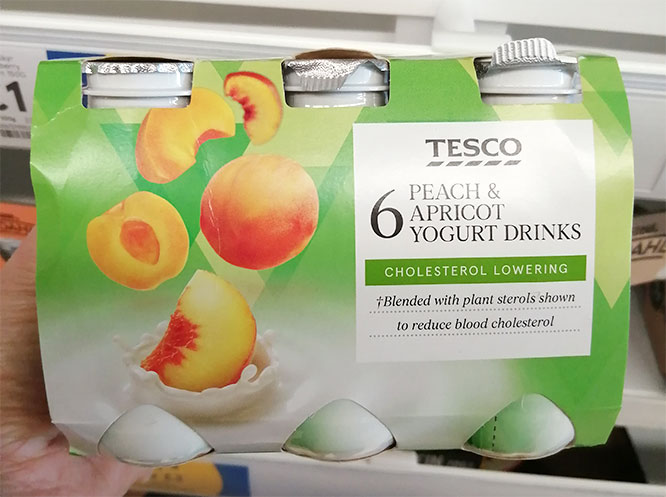 TESCO
6 PEACH &
APRICOT
YOGURT DRINKS
CHOLESTEROL LOWERING
†Blended with plant sterols shown
to reduce blood cholesterol